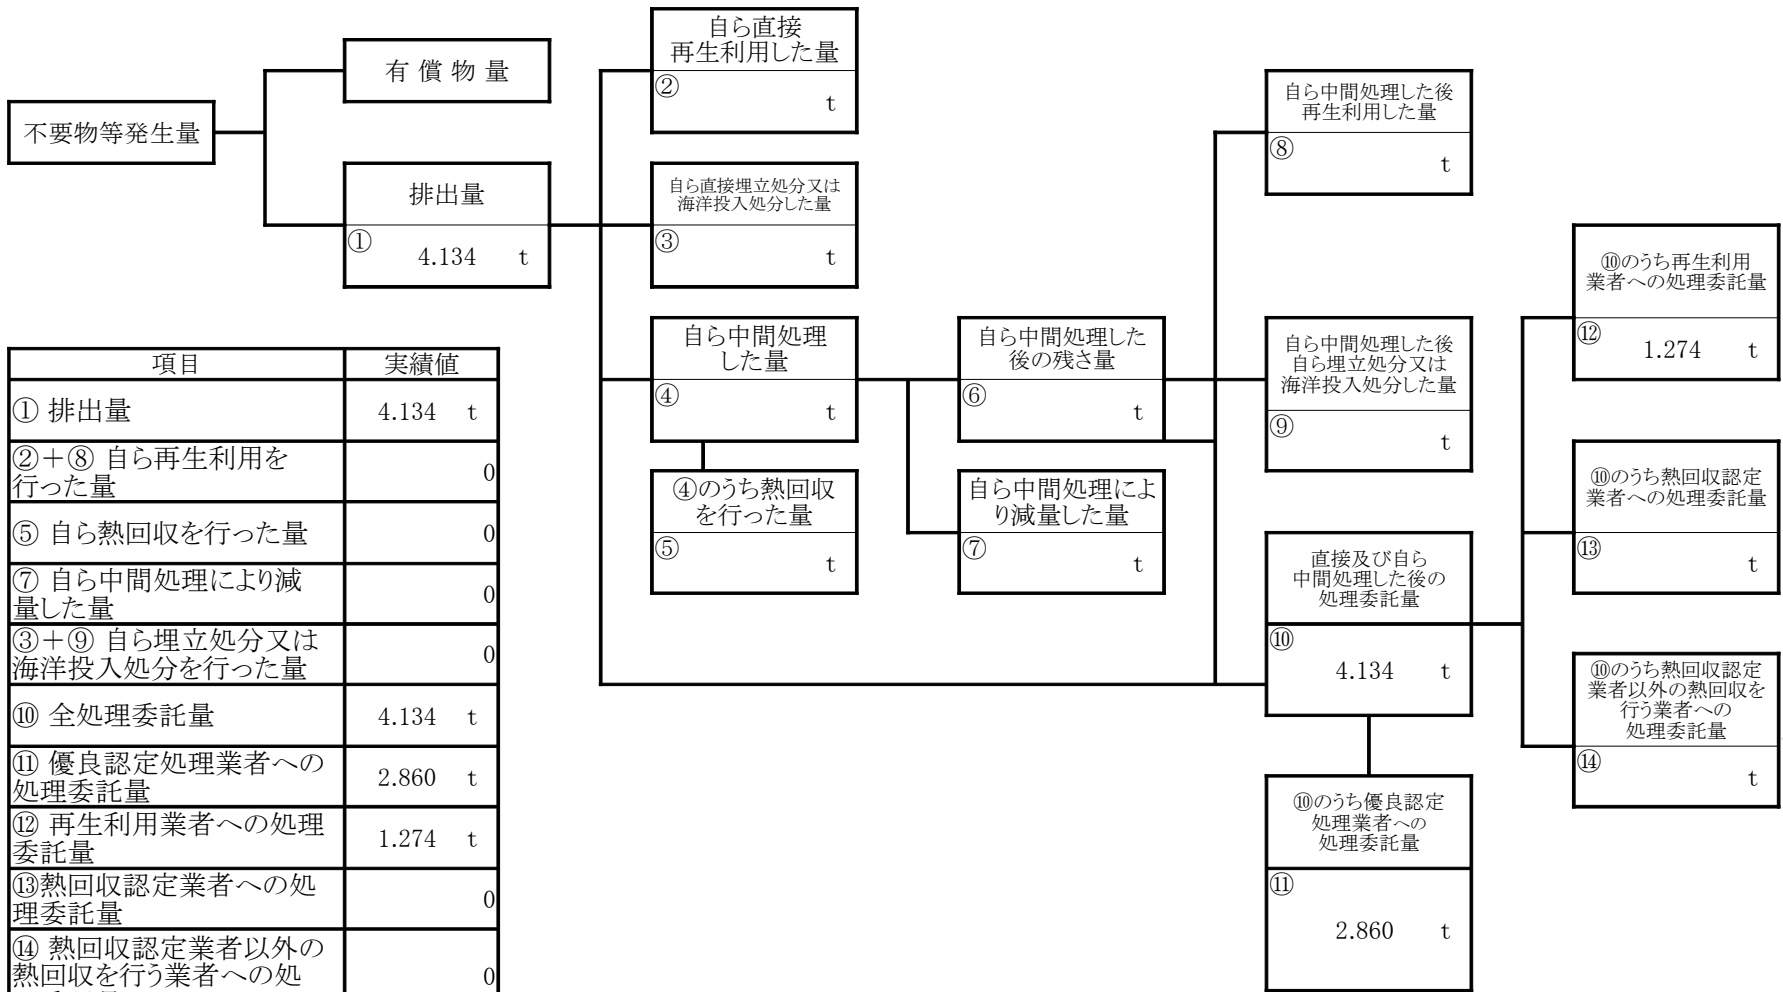 不要物等発生量
有 償 物 量
排出量
① 4.134 t
自ら直接
再生利用した量
②
t
自ら直接埋立処分又は
海洋投入処分した量
③
t
自ら中間処理
した量
④
t
④のうち熱回収
を行った量
⑤
t
自ら中間処理した
後の残さ量
⑥
t
自ら中間処理によ
り減量した量
⑦
t
自ら中間処理した後
再生利用した量
⑧
t
自ら中間処理した後
自ら埋立処分又は
海洋投入処分した量
⑨
t
直接及び自ら
中間処理した後の
処理委託量
⑩
4.134 t
⑩のうち優良認定
処理業者への
処理委託量
⑪
2.860 t
⑩のうち再生利用
業者への処理委託量
⑫
1.274 t
⑩のうち熱回収認定
業者への処理委託量
⑬
t
⑩のうち熱回収認定
業者以外の熱回収を
行う業者への
処理委託量
⑭
t
項目 実績値
① 排出量 4.134 t
②＋⑧ 自ら再生利用を
行った量 0
⑤ 自ら熱回収を行った量 0
⑦ 自ら中間処理により減
量した量 0
③＋⑨ 自ら埋立処分又は
海洋投入処分を行った量 0
⑩ 全処理委託量 4.134 t
⑪ 優良認定処理業者への
処理委託量 2.860 t
⑫ 再生利用業者への処理
委託量 1.274 t
⑬熱回収認定業者への処
理委託量 0
⑭ 熱回収認定業者以外の
熱回収を行う業者への処 0